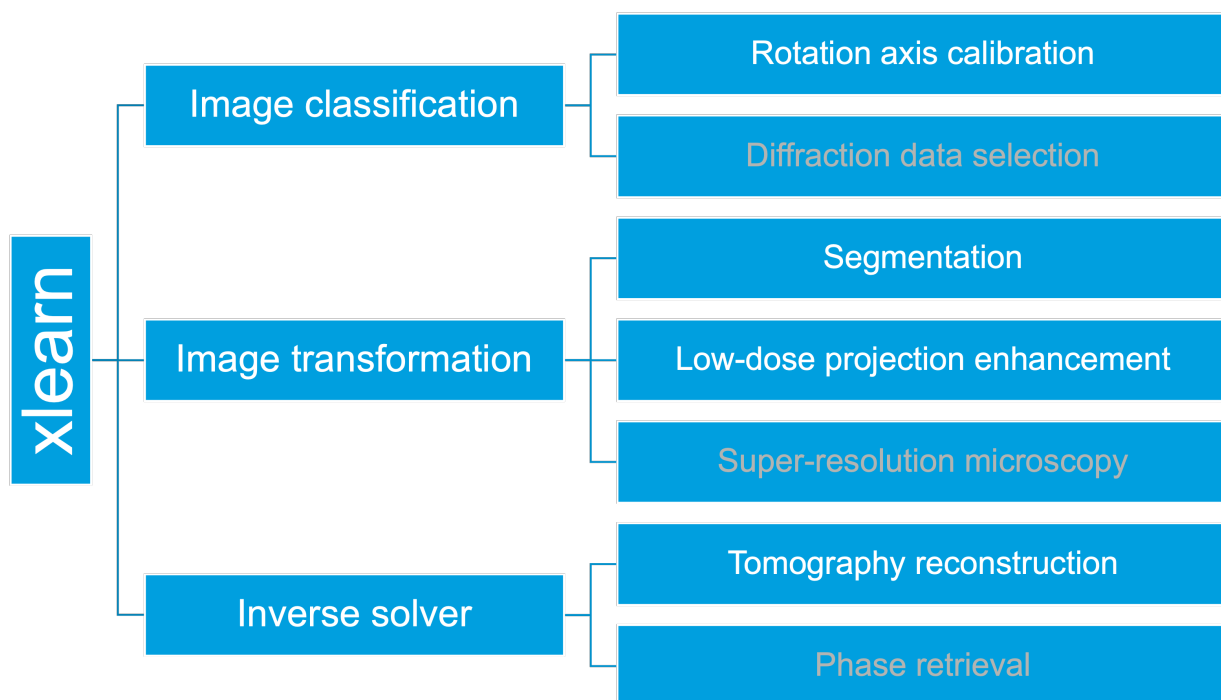 xlearn
Image classification
Rotation axis calibration
Diffraction data selection
Image transformation
Segmentation
Low-dose projection enhancement
Super-resolution microscopy
Inverse solver
Tomography reconstruction
Phase retrieval